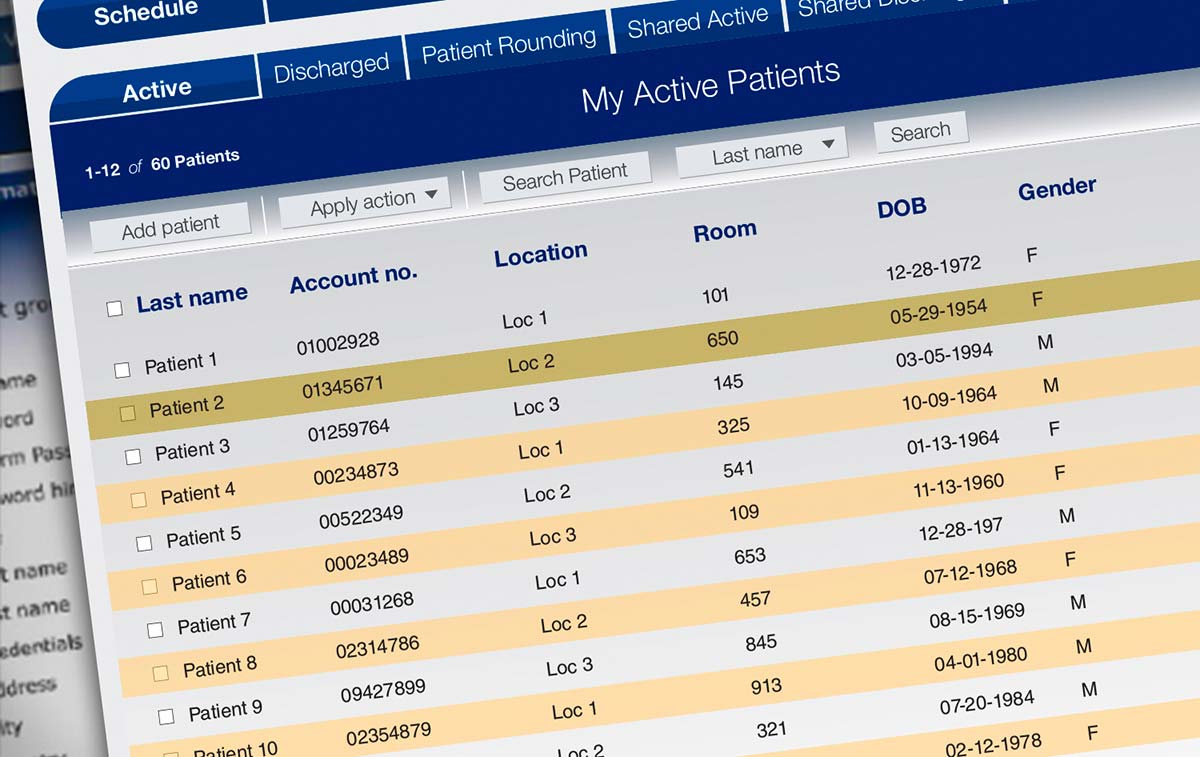 Schedule
Active Discharged Patient Rounding Shared Active Shared
My Active Patients
1-12 of 60 Patients
Add patient Apply action Search Patient Last name Search
Last name Account no. Location Room DOB Gender
Patient 1 01002928 Loc 1 101 12-28-1972 F
Patient 2 01345671 Loc 2 650 05-29-1954 F
Patient 3 01259764 Loc 3 145 03-05-1994 M
Patient 4 00234873 Loc 1 325 10-09-1964 M
Patient 5 00522349 Loc 2 541 01-13-1964 F
Patient 6 00023489 Loc 3 109 11-13-1960 F
Patient 7 00031268 Loc 1 653 12-28-197 M
Patient 8 02314786 Loc 2 457 07-12-1968 F
Patient 9 09427899 Loc 3 845 08-15-1969 M
Patient 10 02354879 Loc 1 913 04-01-1980 M
Loc 2 321 07-20-1984 M
02-12-1978 F
t gro
ame
ord
rm Pass
word hin
t name
st name
edentials
ddress
ity